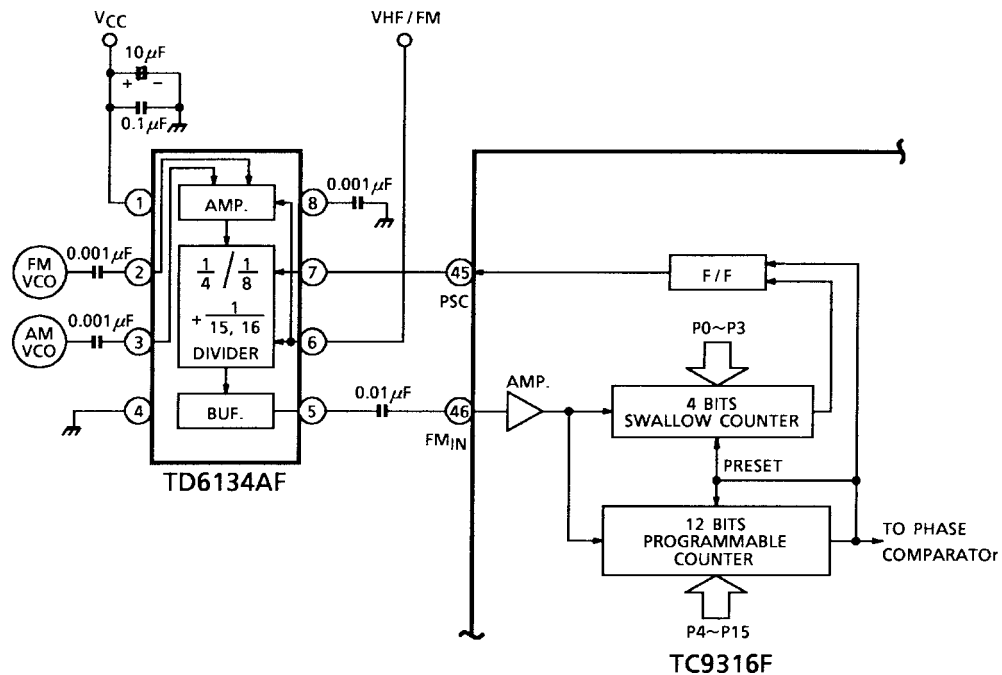 VCC
VHF/FM
10µF
+ −
0.1µF
1
AMP.
8
0.001µF
FM
VCO
0.001µF
2
1/4 / 1/8
7
45
PSC
F/F
AM
VCO
0.001µF
3
+ 1/15, 16
DIVIDER
6
P0~P3
4
BUF.
5
0.01µF
46
FMIN
AMP.
4 BITS
SWALLOW COUNTER
TD6134AF
PRESET
12 BITS
PROGRAMMABLE
COUNTER
TO PHASE
COMPARATOr
P4~P15
TC9316F